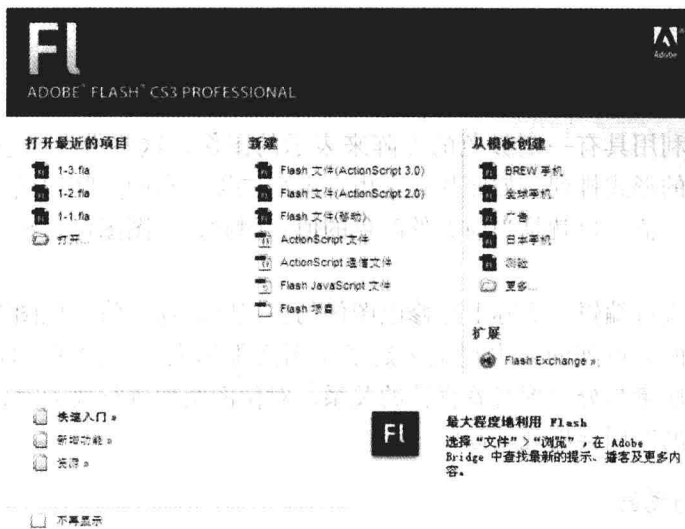 Fl
Adobe
ADOBE® FLASH® CS3 PROFESSIONAL
打开最近的项目
1-3.fla
1-2.fla
1-1.fla
打开...
新建
Flash 文件(ActionScript 3.0)
Flash 文件(ActionScript 2.0)
Flash 文件(移动)
ActionScript 文件
ActionScript 通信文件
Flash JavaScript 文件
Flash 项目
从模板创建
BREW 手机
全球手机
广告
日本手机
测验
更多...
扩展
Flash Exchange »
快速入门 »
新增功能 »
资源 »
Fl
最大程度地利用 Flash
选择“文件”>“浏览”,在 Adobe
Bridge 中查找最新的提示、播客及更多内
容。
不再显示